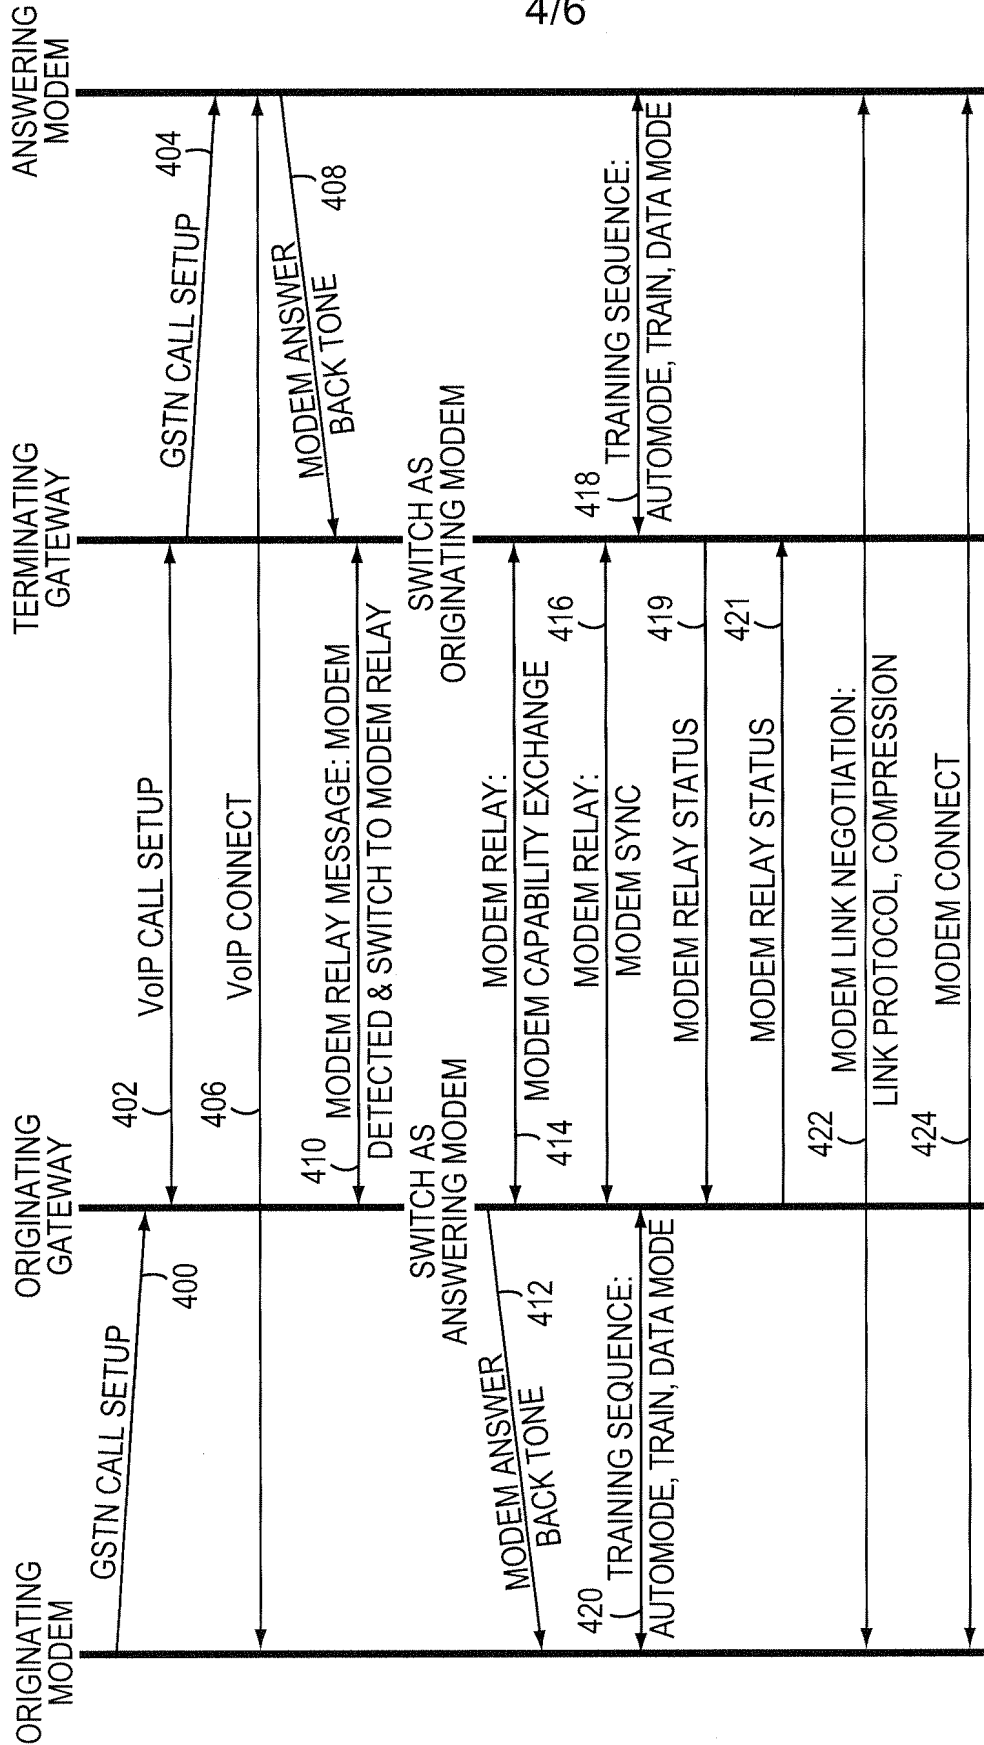 4/6
ORIGINATING
MODEM
ORIGINATING
GATEWAY
TERMINATING
GATEWAY
ANSWERING
MODEM
GSTN CALL SETUP
400
402
VoIP CALL SETUP
GSTN CALL SETUP
404
406
VoIP CONNECT
MODEM ANSWER
BACK TONE
408
410
MODEM RELAY MESSAGE: MODEM
DETECTED & SWITCH TO MODEM RELAY
SWITCH AS
ANSWERING MODEM
SWITCH AS
ORIGINATING MODEM
MODEM ANSWER
BACK TONE
412
MODEM RELAY:
MODEM CAPABILITY EXCHANGE
414
MODEM RELAY:
MODEM SYNC
416
420
TRAINING SEQUENCE:
AUTOMODE, TRAIN, DATA MODE
418
TRAINING SEQUENCE:
AUTOMODE, TRAIN, DATA MODE
MODEM RELAY STATUS
419
MODEM RELAY STATUS
421
422
MODEM LINK NEGOTIATION:
LINK PROTOCOL, COMPRESSION
424
MODEM CONNECT